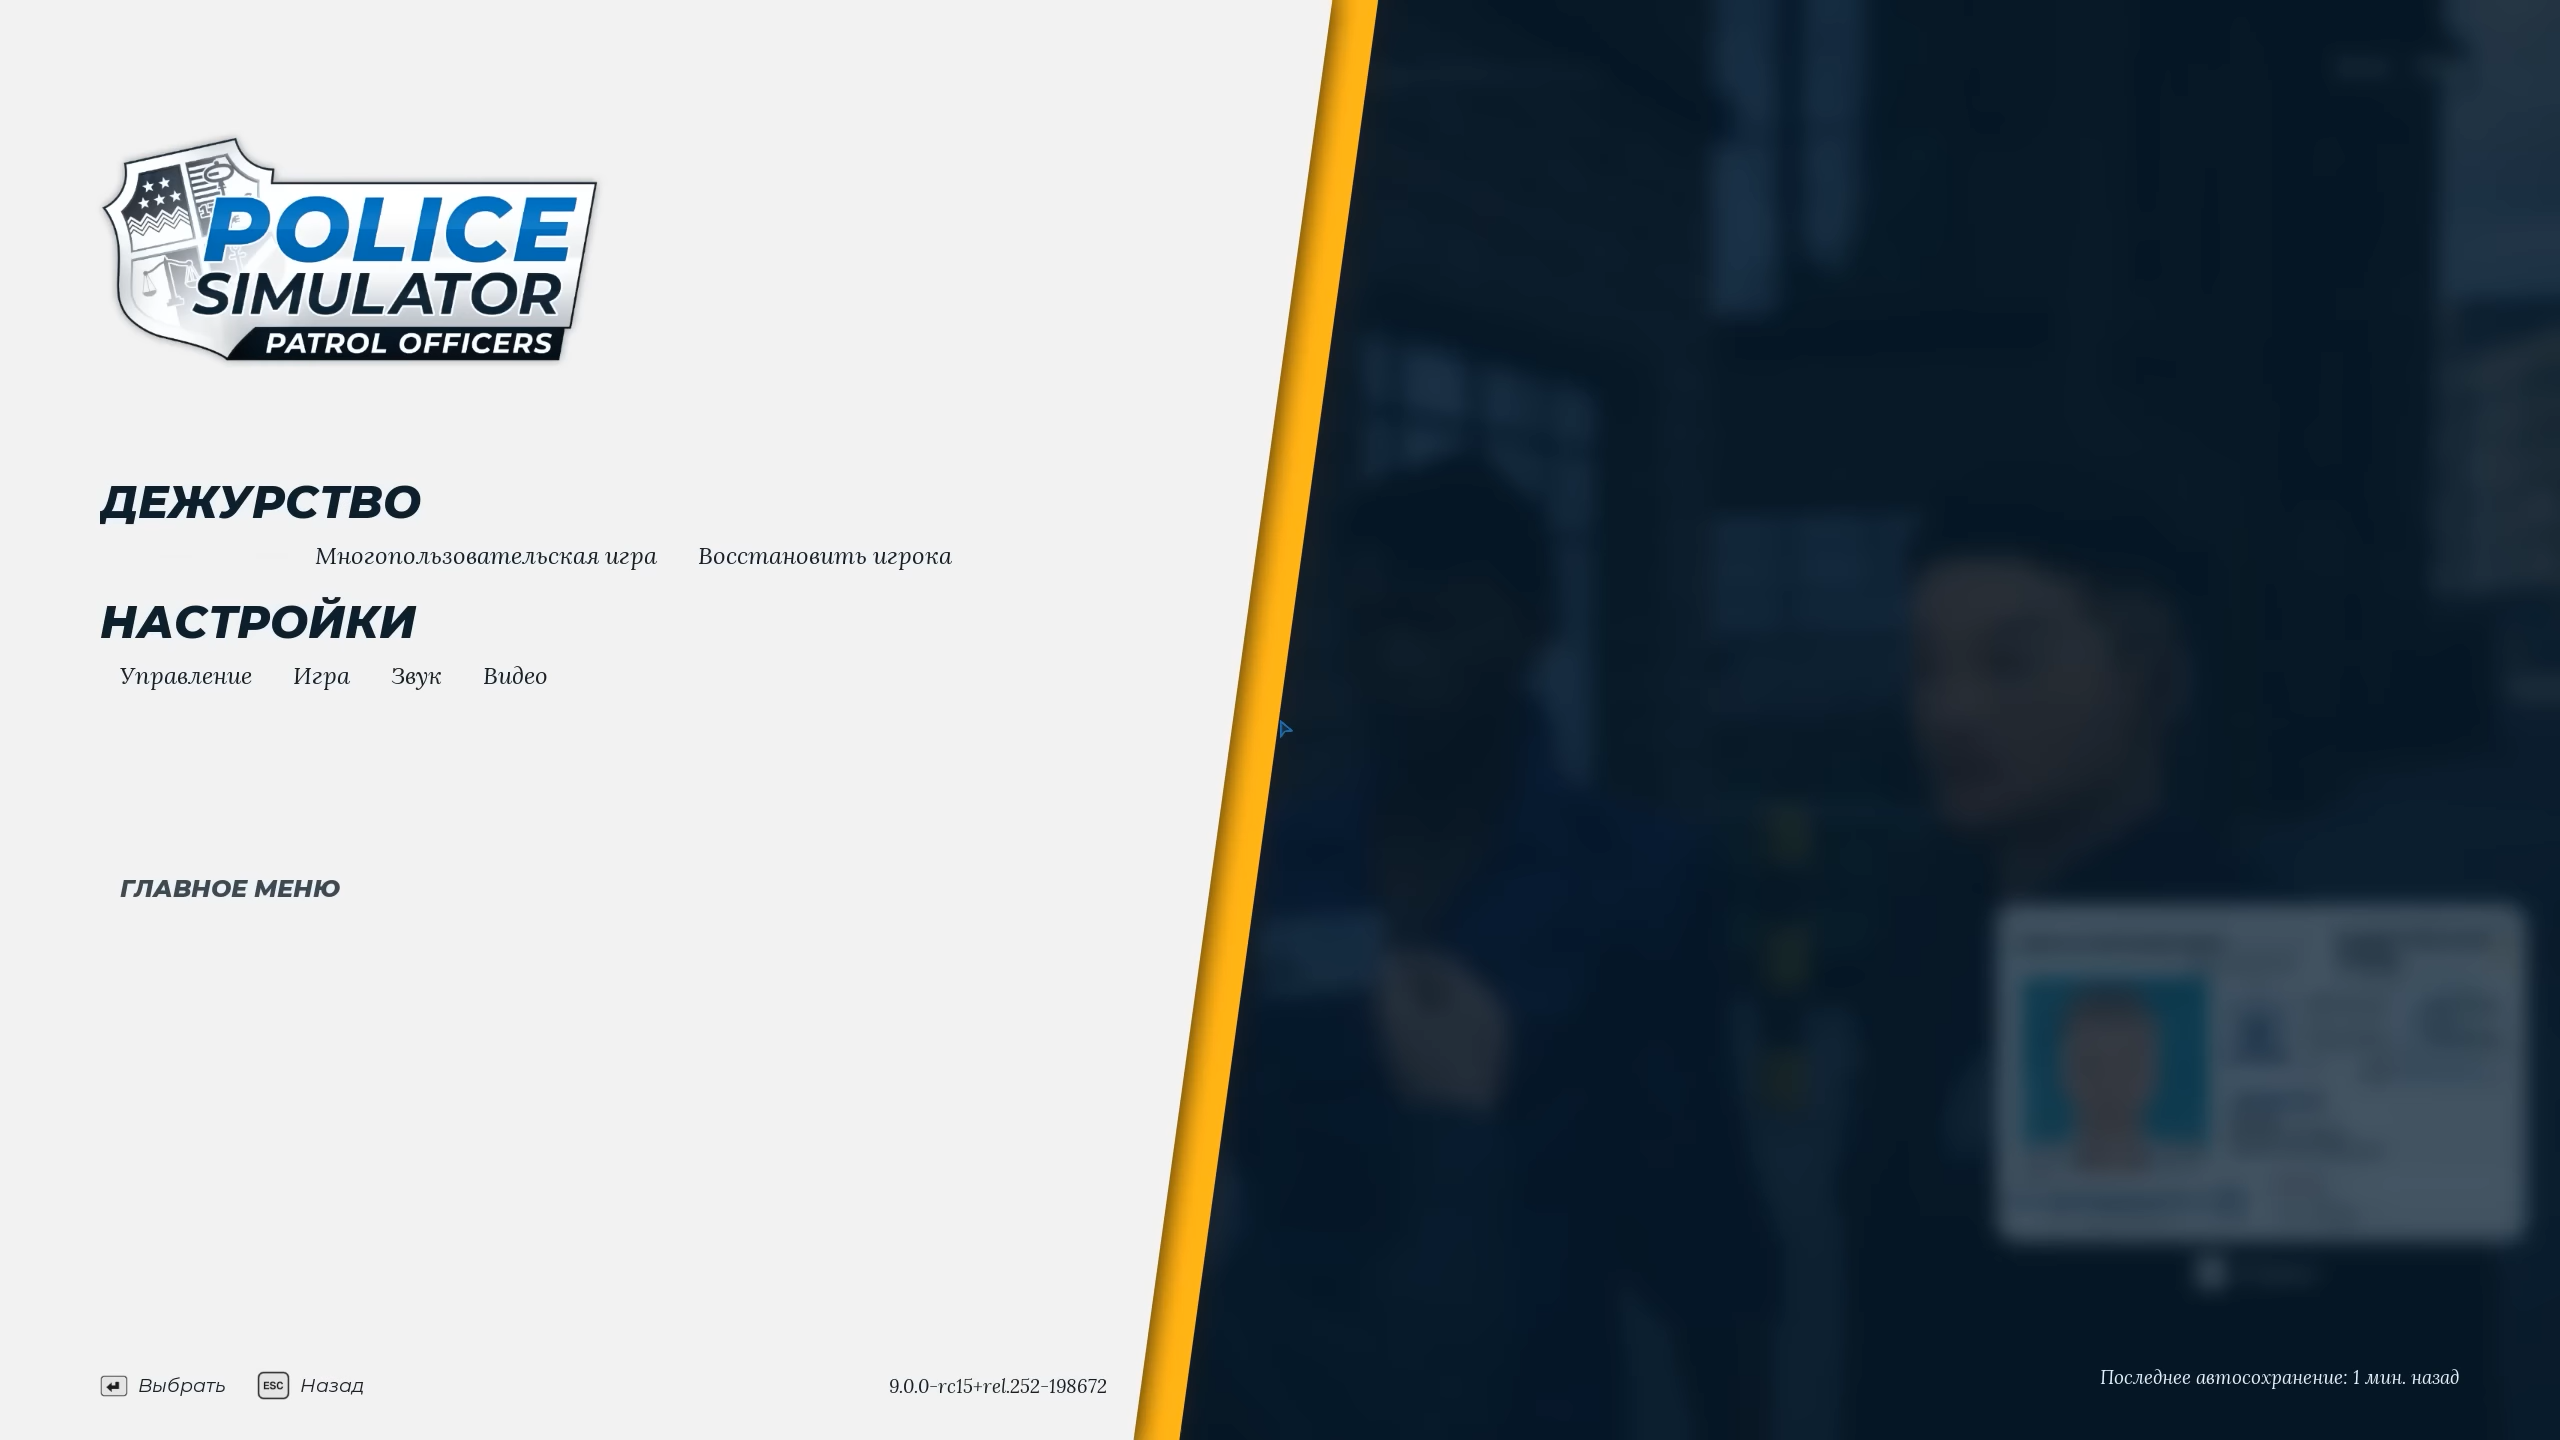 POLICE
SIMULATOR
PATROL OFFICERS
ДЕЖУРСТВО
Многопользовательская игра Восстановить игрока
НАСТРОЙКИ
Управление Игра Звук Видео
ГЛАВНОЕ МЕНЮ
Выбрать ESC Назад 9.0.0-rc15+rel.252-198672
Последнее автосохранение: 1 мин. назад